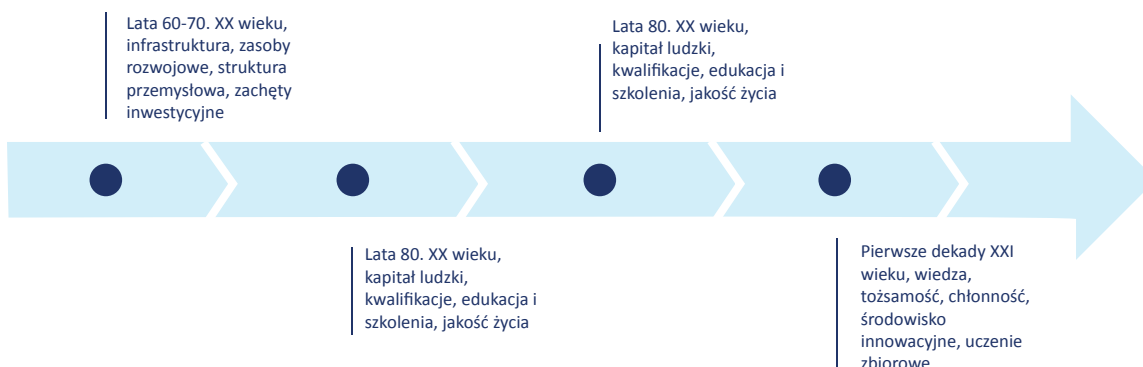 Lata 60-70. XX wieku,
infrastruktura, zasoby
rozwojowe, struktura
przemysłowa, zachęty
inwestycyjne
Lata 80. XX wieku,
kapitał ludzki,
kwalifikacje, edukacja i
szkolenia, jakość życia
Lata 80. XX wieku,
kapitał ludzki,
kwalifikacje, edukacja i
szkolenia, jakość życia
Pierwsze dekady XXI
wieku, wiedza,
tożsamość, chłonność,
środowisko
innowacyjne, uczenie
zbiorowe